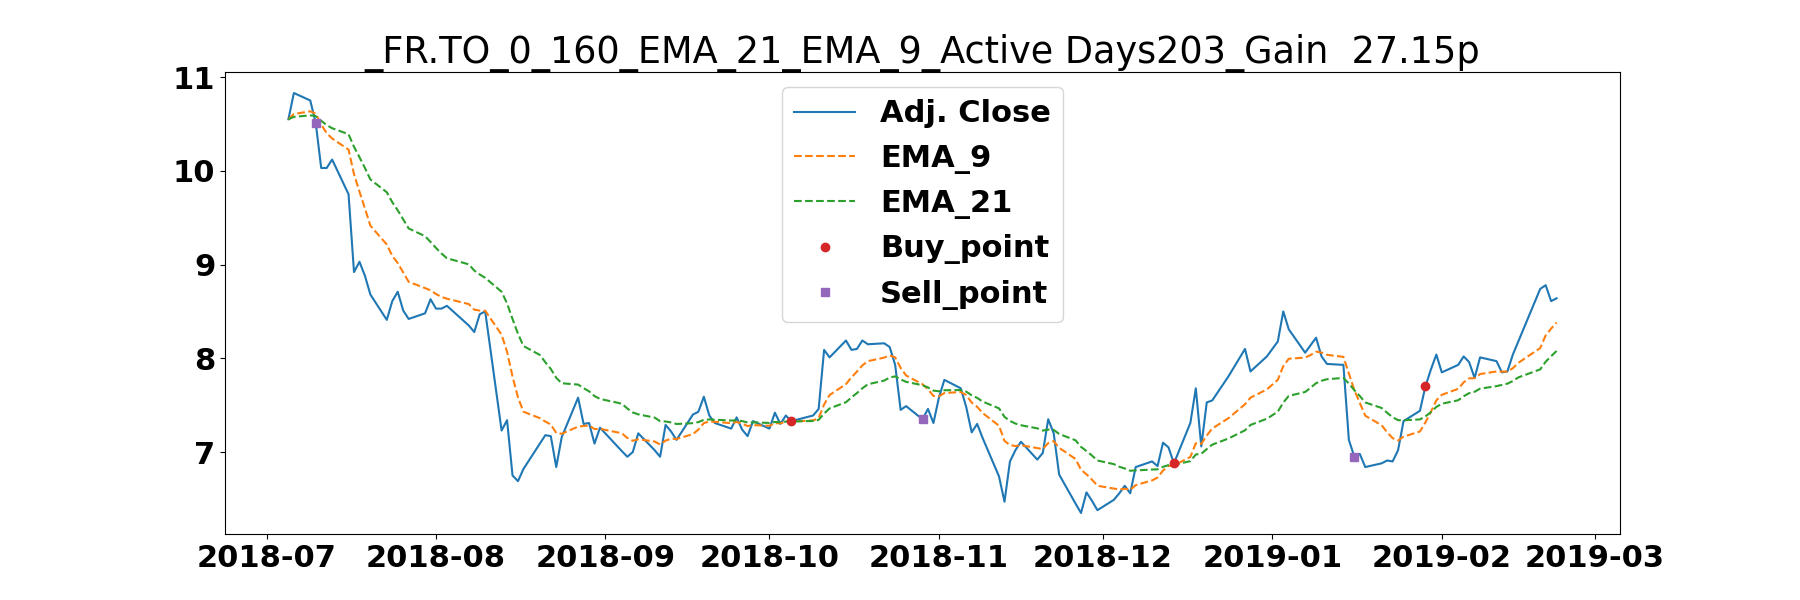 _FR.TO_0_160_EMA_21_EMA_9_Active Days203_Gain  27.15p
11
10
9
8
7
Adj. Close
EMA_9
EMA_21
Buy_point
Sell_point
2018-07 2018-08 2018-09 2018-10 2018-11 2018-12 2019-01 2019-02 2019-03